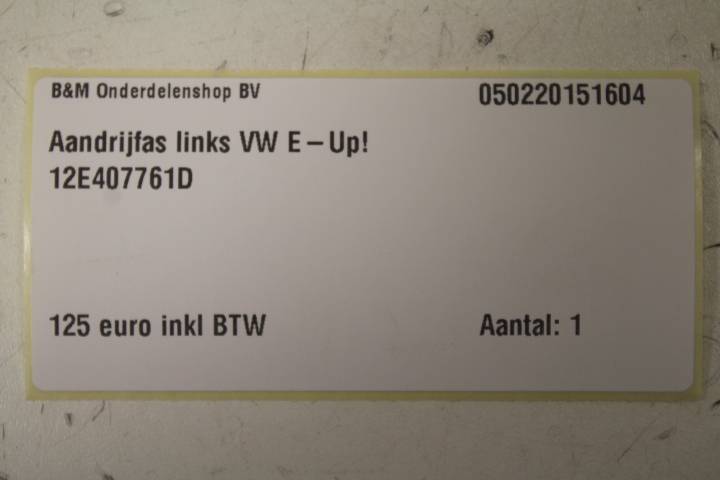 B&M Onderdelenshop BV
050220151604
Aandrijfas links VW E-Up!
12E407761D
125 euro inkl BTW
Aantal: 1